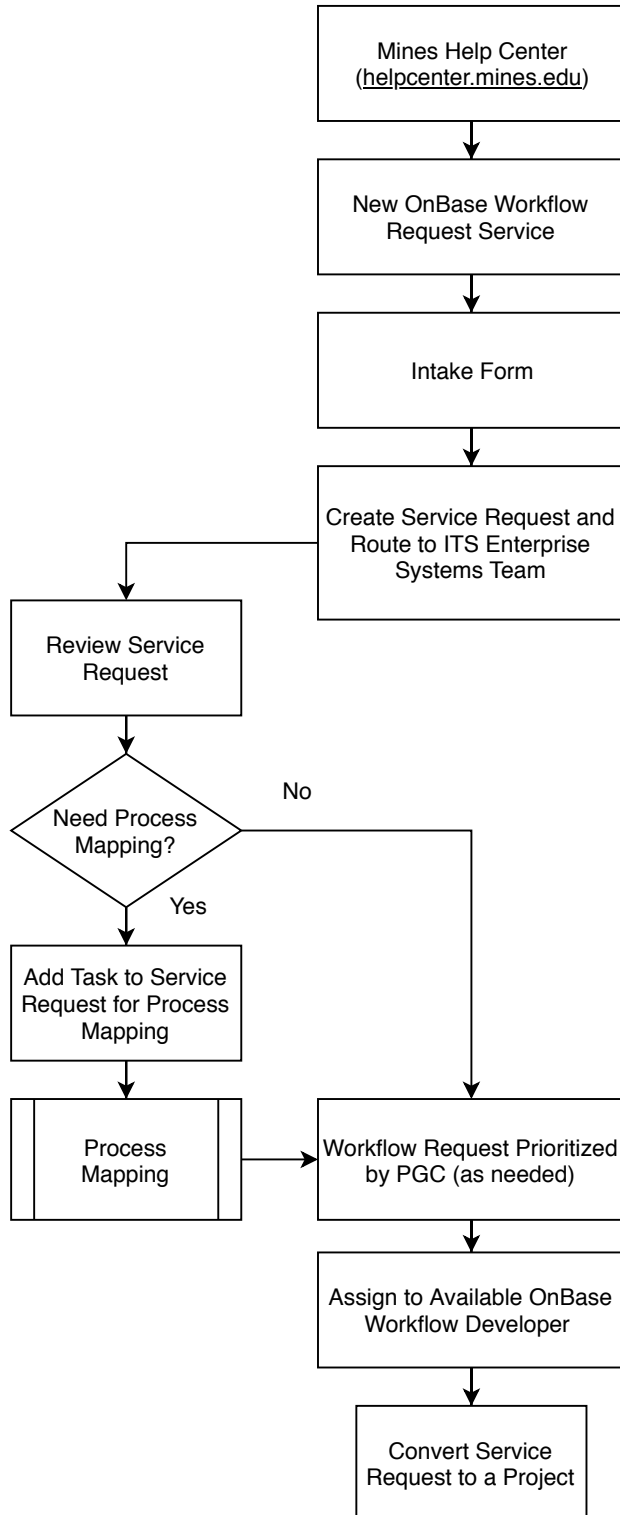 Mines Help Center
(helpcenter.mines.edu)
New OnBase Workflow
Request Service
Intake Form
Create Service Request and
Route to ITS Enterprise
Systems Team
Review Service
Request
Need Process
Mapping?
No
Yes
Add Task to Service
Request for Process
Mapping
Process
Mapping
Workflow Request Prioritized
by PGC (as needed)
Assign to Available OnBase
Workflow Developer
Convert Service
Request to a Project